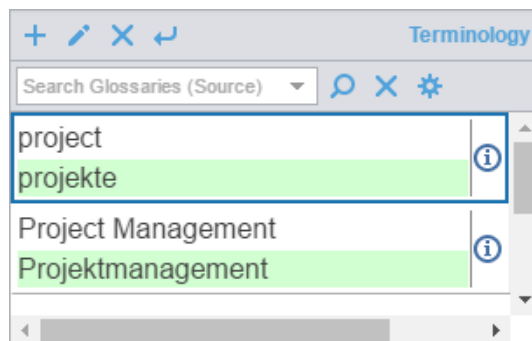 Terminology
Search Glossaries (Source)
project
projekte
Project Management
Projektmanagement